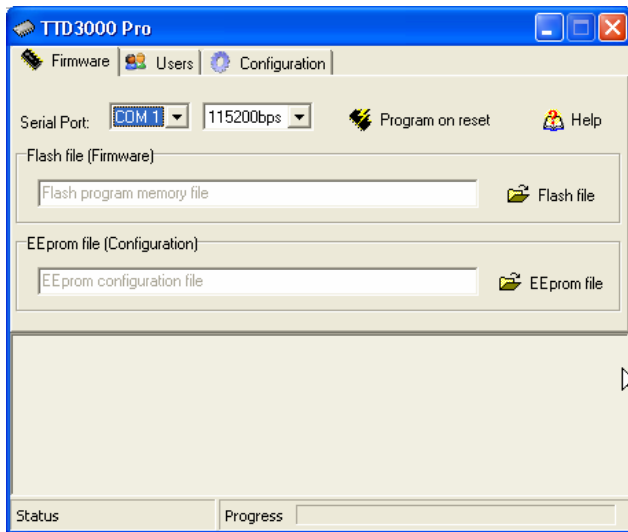 TTD3000 Pro
Firmware Users Configuration
Serial Port: COM 1 115200bps Program on reset Help
Flash file (Firmware)
Flash program memory file Flash file
EEprom file (Configuration)
EEprom configuration file EEprom file
Status Progress